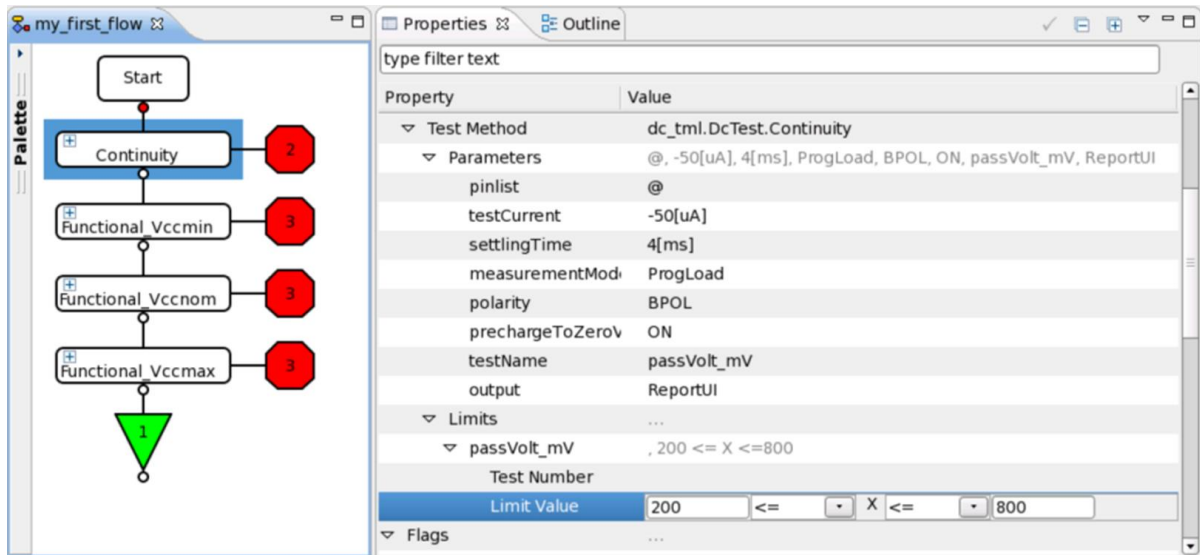 my_first_flow
Palette
Start
Continuity 2
Functional_Vccmin 3
Functional_Vccnom 3
Functional_Vccmax 3
1
Properties Outline
type filter text
Property Value
Test Method dc_tml.DcTest.Continuity
Parameters @, -50[uA], 4[ms], ProgLoad, BPOL, ON, passVolt_mV, ReportUI
pinlist @
testCurrent -50[uA]
settlingTime 4[ms]
measurementMod ProgLoad
polarity BPOL
prechargeToZeroV ON
testName passVolt_mV
output ReportUI
Limits ...
passVolt_mV , 200 <= X <=800
Test Number
Limit Value 200 <= X <= 800
Flags ...